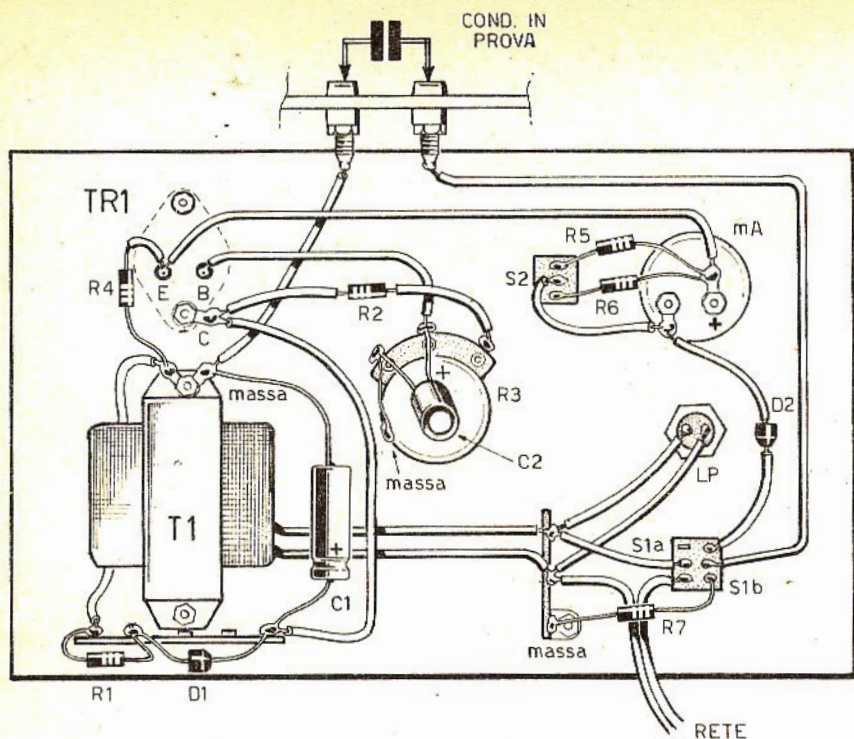 COND. IN
PROVA
TR1
mA
R5
S2
R4
E
B
R6
R2
C
+
+
R3
massa
D2
C2
LP
massa
T1
S1a
-
+
S1b
C1
R7
massa
R1
D1
RETE